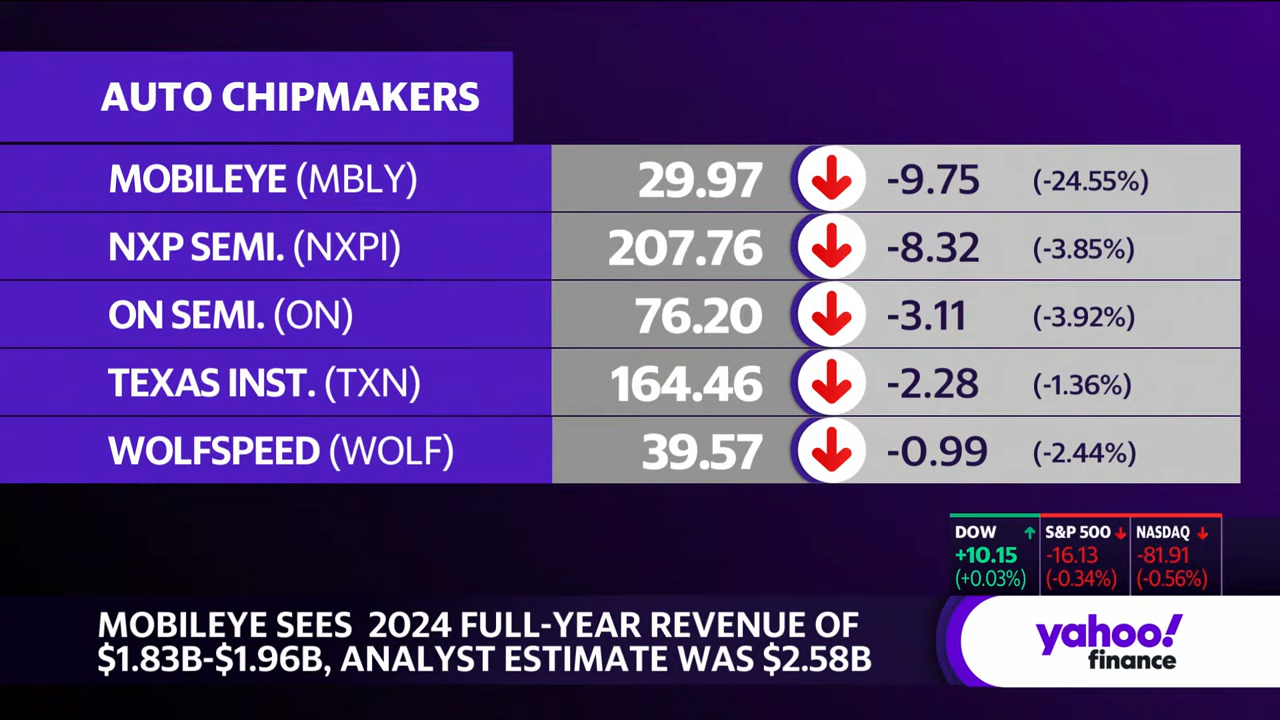 AUTO CHIPMAKERS
MOBILEYE (MBLY) 29.97 -9.75 (-24.55%)
NXP SEMI. (NXPI) 207.76 -8.32 (-3.85%)
ON SEMI. (ON) 76.20 -3.11 (-3.92%)
TEXAS INST. (TXN) 164.46 -2.28 (-1.36%)
WOLFSPEED (WOLF) 39.57 -0.99 (-2.44%)
DOW S&P 500 NASDAQ
+10.15 -16.13 -81.91
(+0.03%) (-0.34%) (-0.56%)
MOBILEYE SEES 2024 FULL-YEAR REVENUE OF
$1.83B-$1.96B, ANALYST ESTIMATE WAS $2.58B
yahoo!
finance